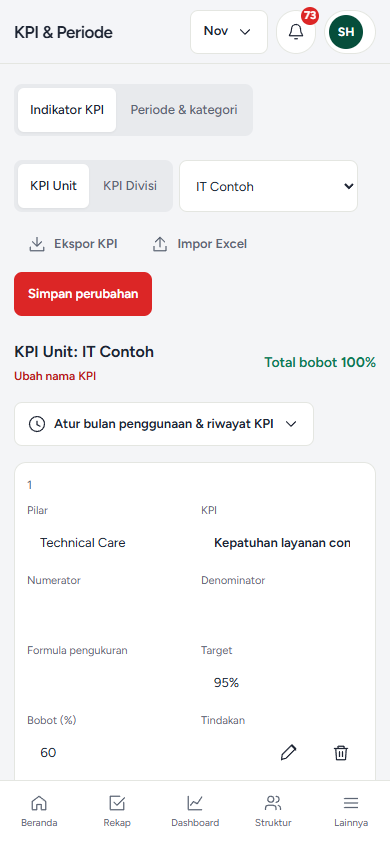 KPI & Periode
Nov
73
SH
Indikator KPI
Periode & kategori
KPI Unit
KPI Divisi
IT Contoh
Ekspor KPI
Impor Excel
Simpan perubahan
KPI Unit: IT Contoh
Total bobot 100%
Ubah nama KPI
Atur bulan penggunaan & riwayat KPI
1
Pilar
KPI
Technical Care
Kepatuhan layanan con
Numerator
Denominator
Formula pengukuran
Target
95%
Bobot (%)
Tindakan
60
Beranda
Rekap
Dashboard
Struktur
Lainnya